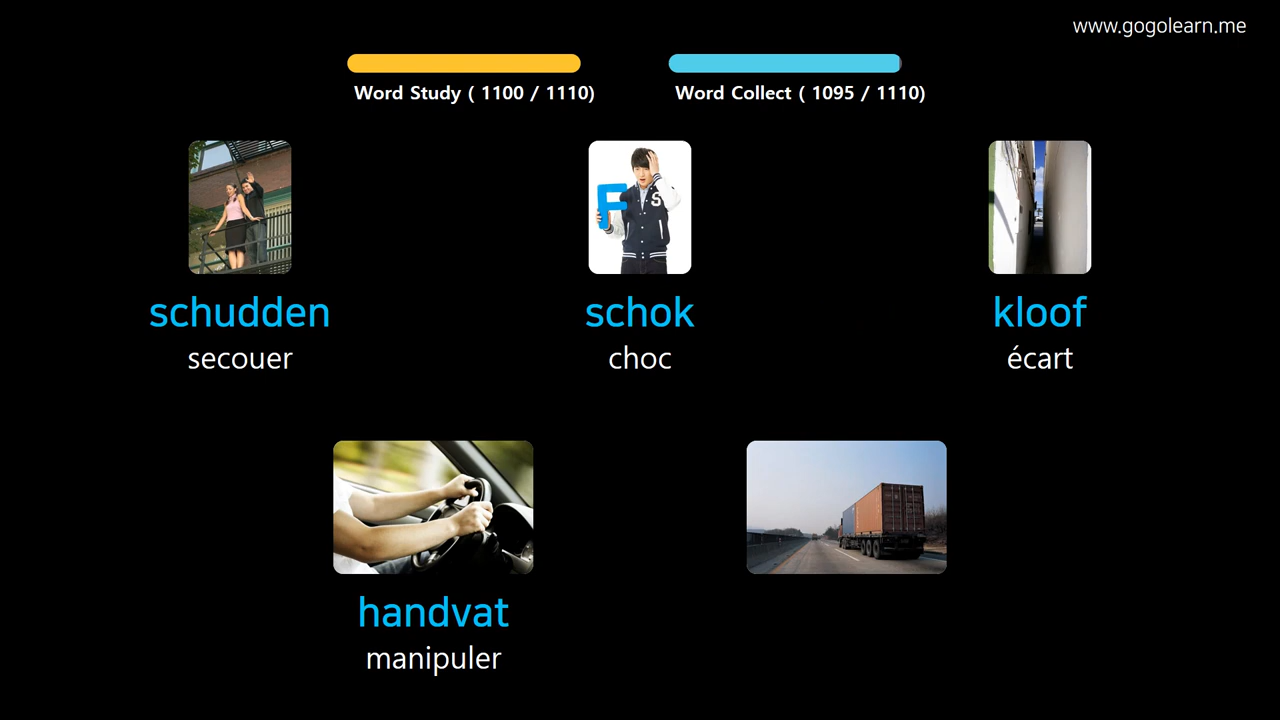 www.gogolearn.me
Word Study ( 1100 / 1110)
Word Collect ( 1095 / 1110)
F
S
schudden
secouer
schok
choc
kloof
écart
handvat
manipuler